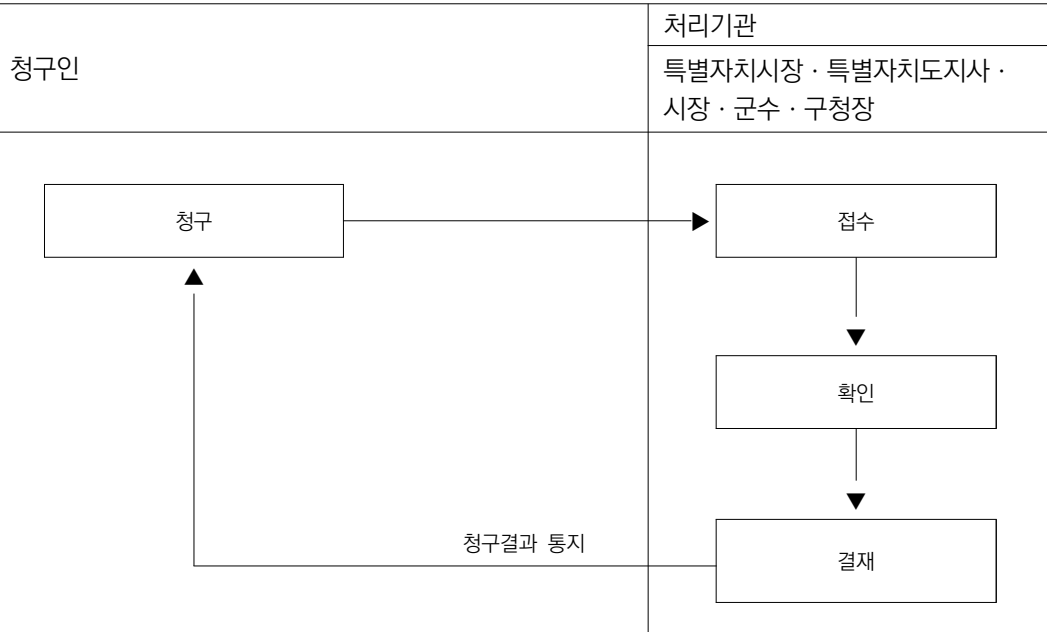 청구인
처리기관
특별자치시장 · 특별자치도지사 ·
시장 · 군수 · 구청장
청구
접수
확인
청구결과 통지
결재